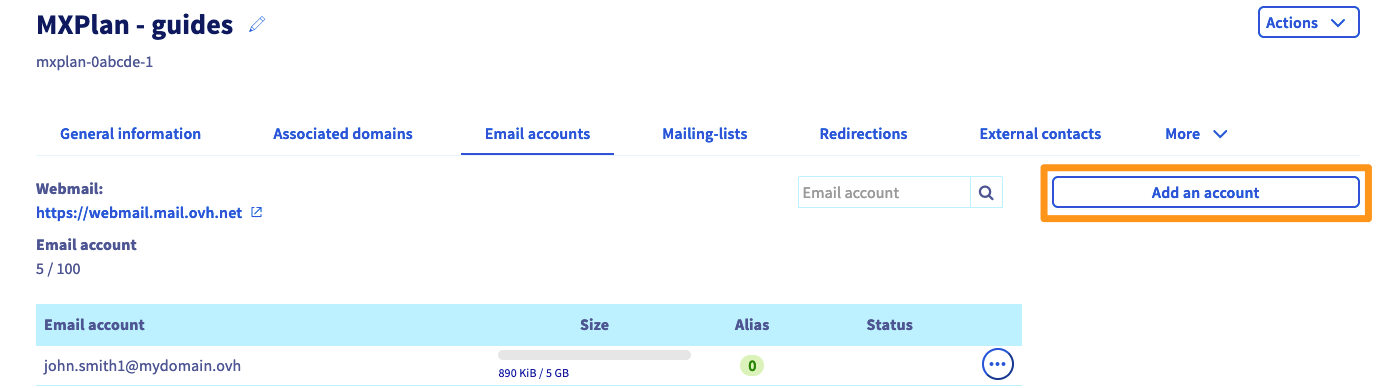 MXPlan - guides
Actions
mxplan-0abcde-1
General information Associated domains Email accounts Mailing-lists Redirections External contacts More
Webmail:
https://webmail.mail.ovh.net
Email account
Add an account
Email account
5 / 100
Email account Size Alias Status
john.smith1@mydomain.ovh 0
890 KiB / 5 GB